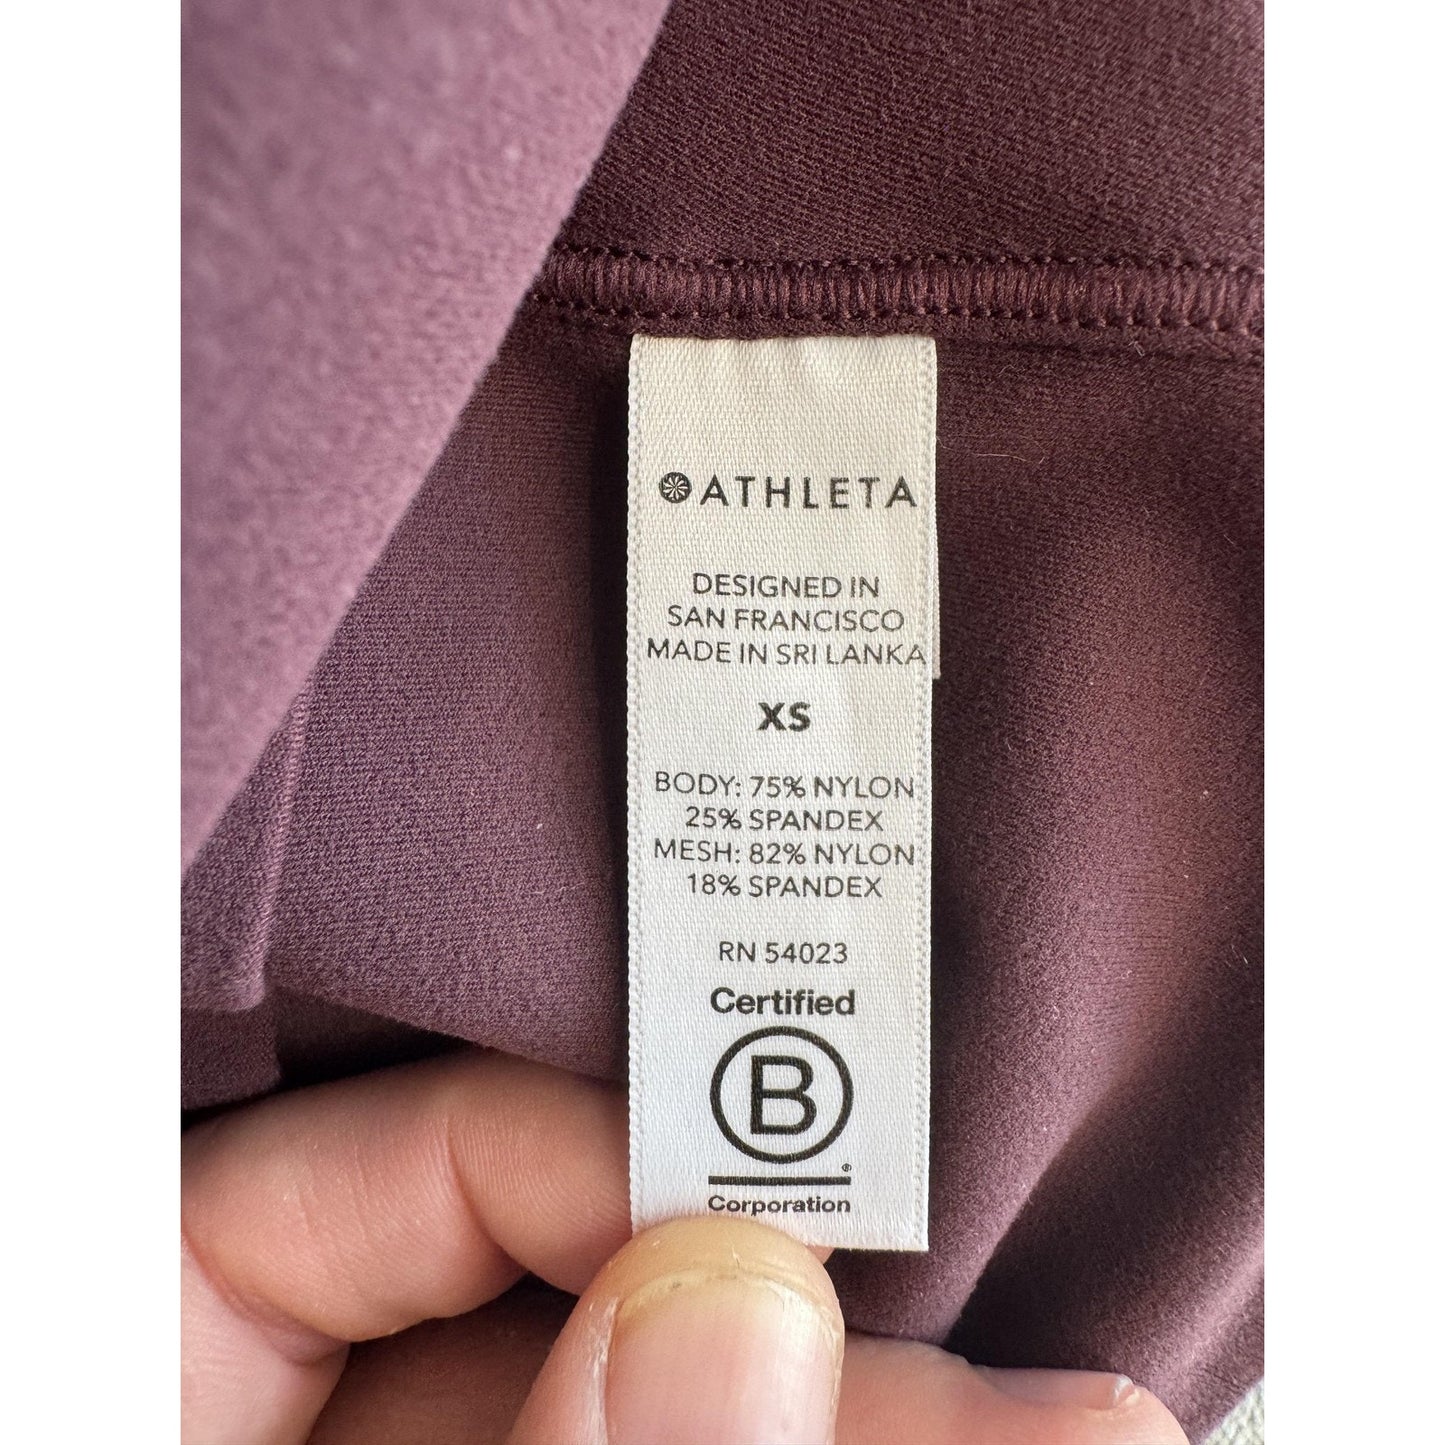 ATHLETA
DESIGNED IN
SAN FRANCISCO
MADE IN SRI LANKA
XS
BODY: 75% NYLON
25% SPANDEX
MESH: 82% NYLON
18% SPANDEX
RN 54023
Certified
B
®
Corporation